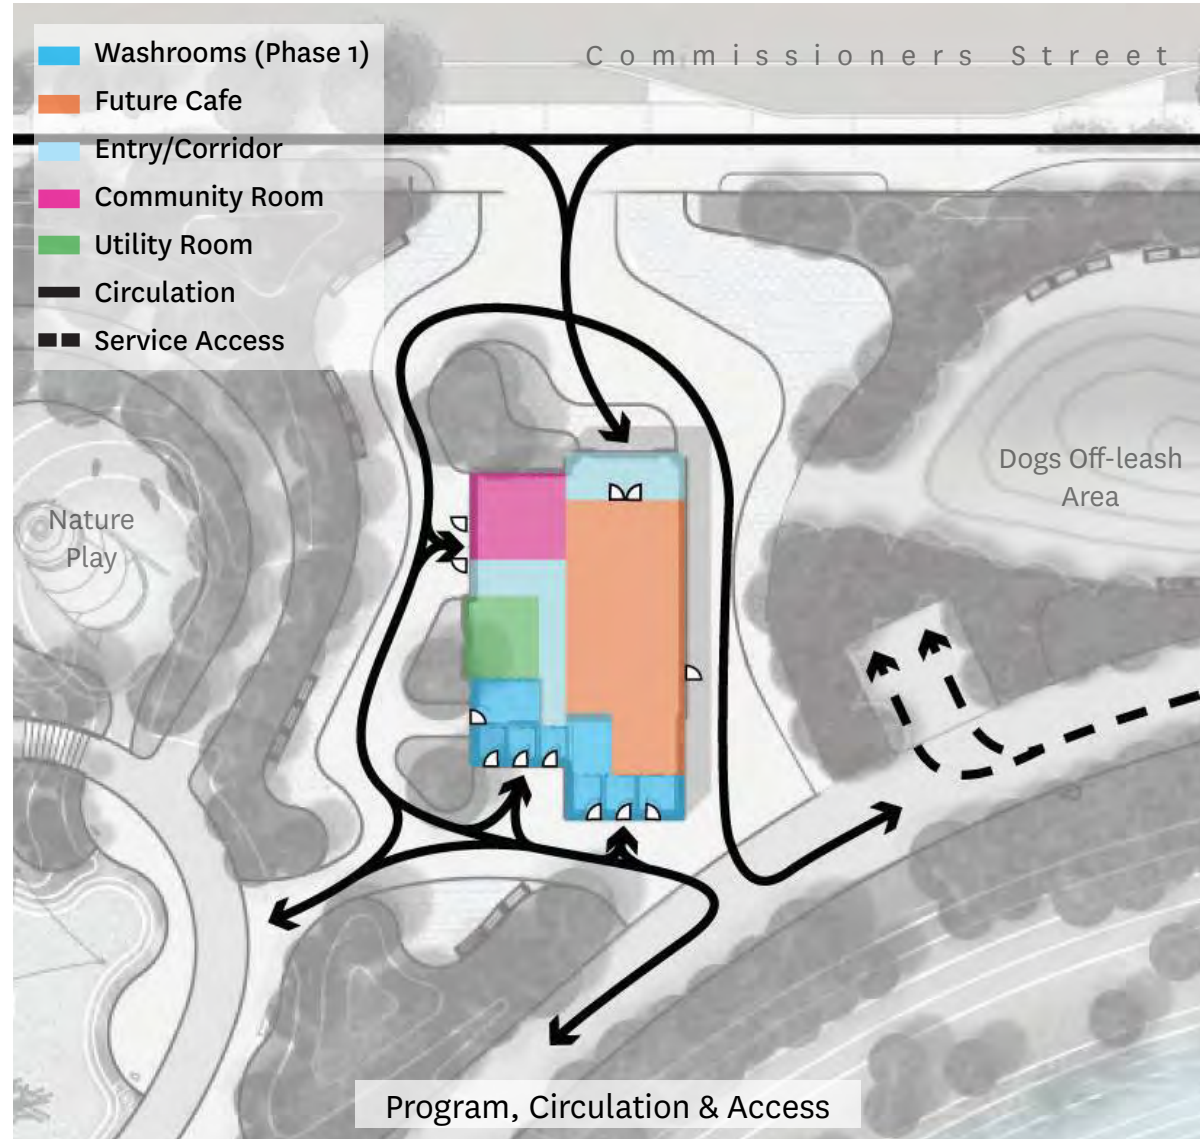 Commissioners Street
Washrooms (Phase 1)
Future Cafe
Entry/Corridor
Community Room
Utility Room
Circulation
Service Access
Dogs Off-leash
Area
Nature
Play
Program, Circulation & Access